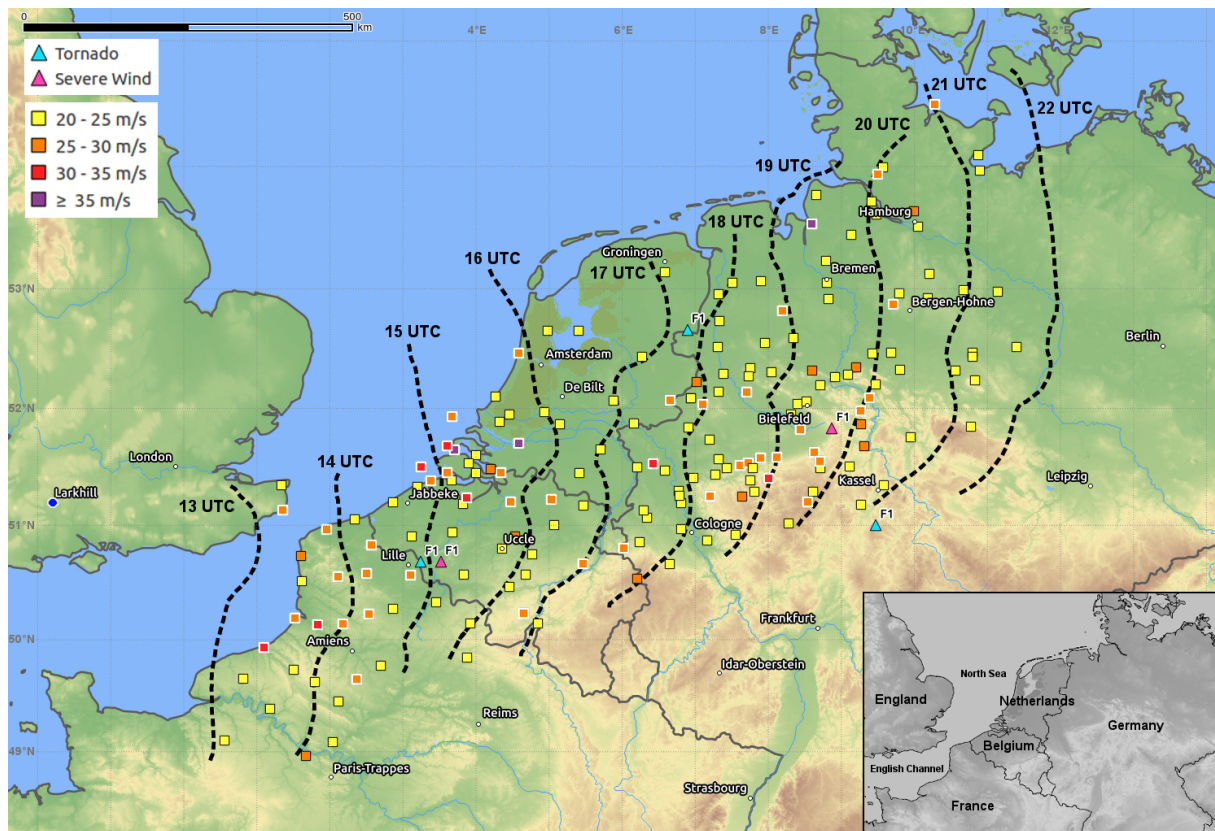 0 500
km
Tornado
Severe Wind
20 - 25 m/s
25 - 30 m/s
30 - 35 m/s
≥ 35 m/s
4°E
6°E
8°E
10°E
12°E
53°N
52°N
51°N
50°N
49°N
13 UTC
14 UTC
15 UTC
16 UTC
17 UTC
18 UTC
19 UTC
20 UTC
21 UTC
22 UTC
Groningen
Hamburg
Bremen
Bergen-Hohne
Berlin
F1
Amsterdam
De Bilt
Bielefeld
F1
London
Larkhill
Jabbeke
Kassel
Leipzig
F1
Uccle
Cologne
Lille
F1
F1
Amiens
Frankfurt
Idar-Oberstein
Reims
Paris-Trappes
Strasbourg
North Sea
England
Netherlands
Germany
Belgium
English Channel
France